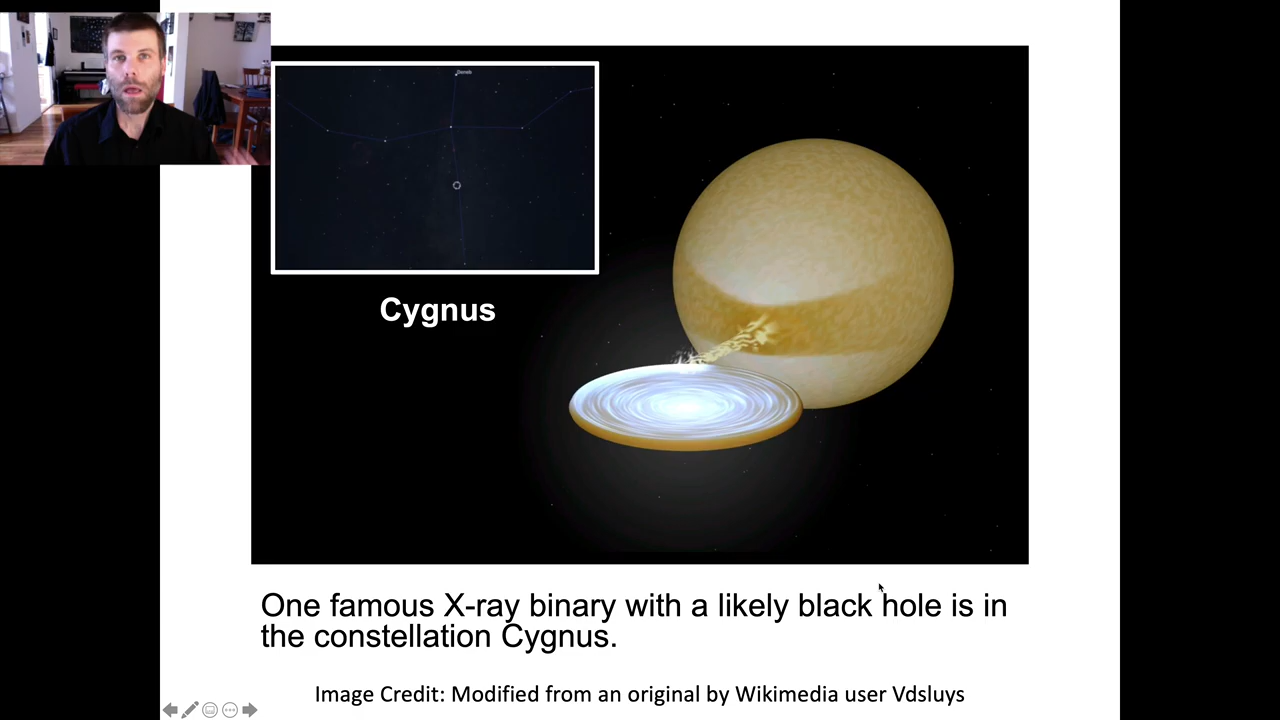 Deneb
Cygnus
One famous X-ray binary with a likely black hole is in
the constellation Cygnus.
Image Credit: Modified from an original by Wikimedia user Vdsluys